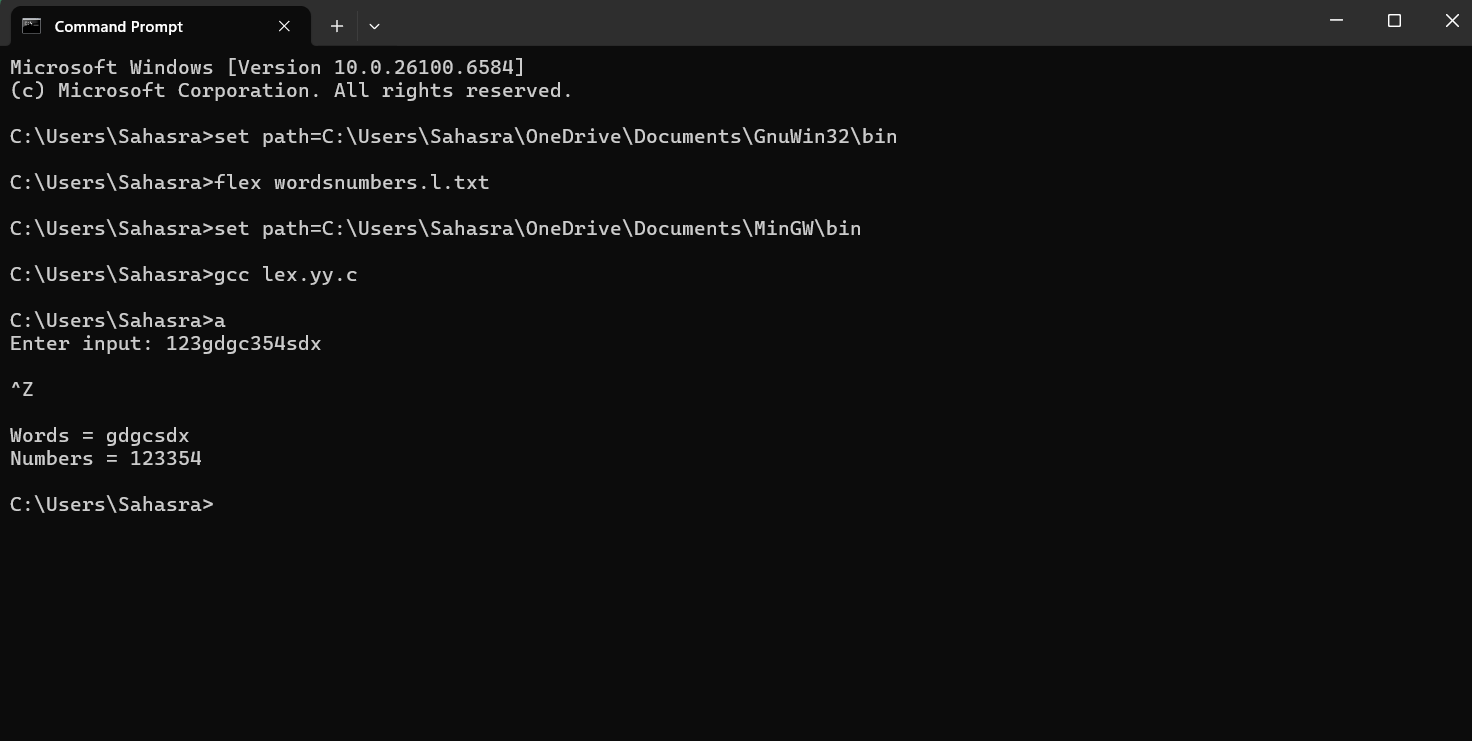 Command Prompt
Microsoft Windows [Version 10.0.26100.6584]
(c) Microsoft Corporation. All rights reserved.
C:\Users\Sahasra>set path=C:\Users\Sahasra\OneDrive\Documents\GnuWin32\bin
C:\Users\Sahasra>flex wordsnumbers.l.txt
C:\Users\Sahasra>set path=C:\Users\Sahasra\OneDrive\Documents\MinGW\bin
C:\Users\Sahasra>gcc lex.yy.c
C:\Users\Sahasra>a
Enter input: 123gdgc354sdx
^Z
Words = gdgcsdx
Numbers = 123354
C:\Users\Sahasra>